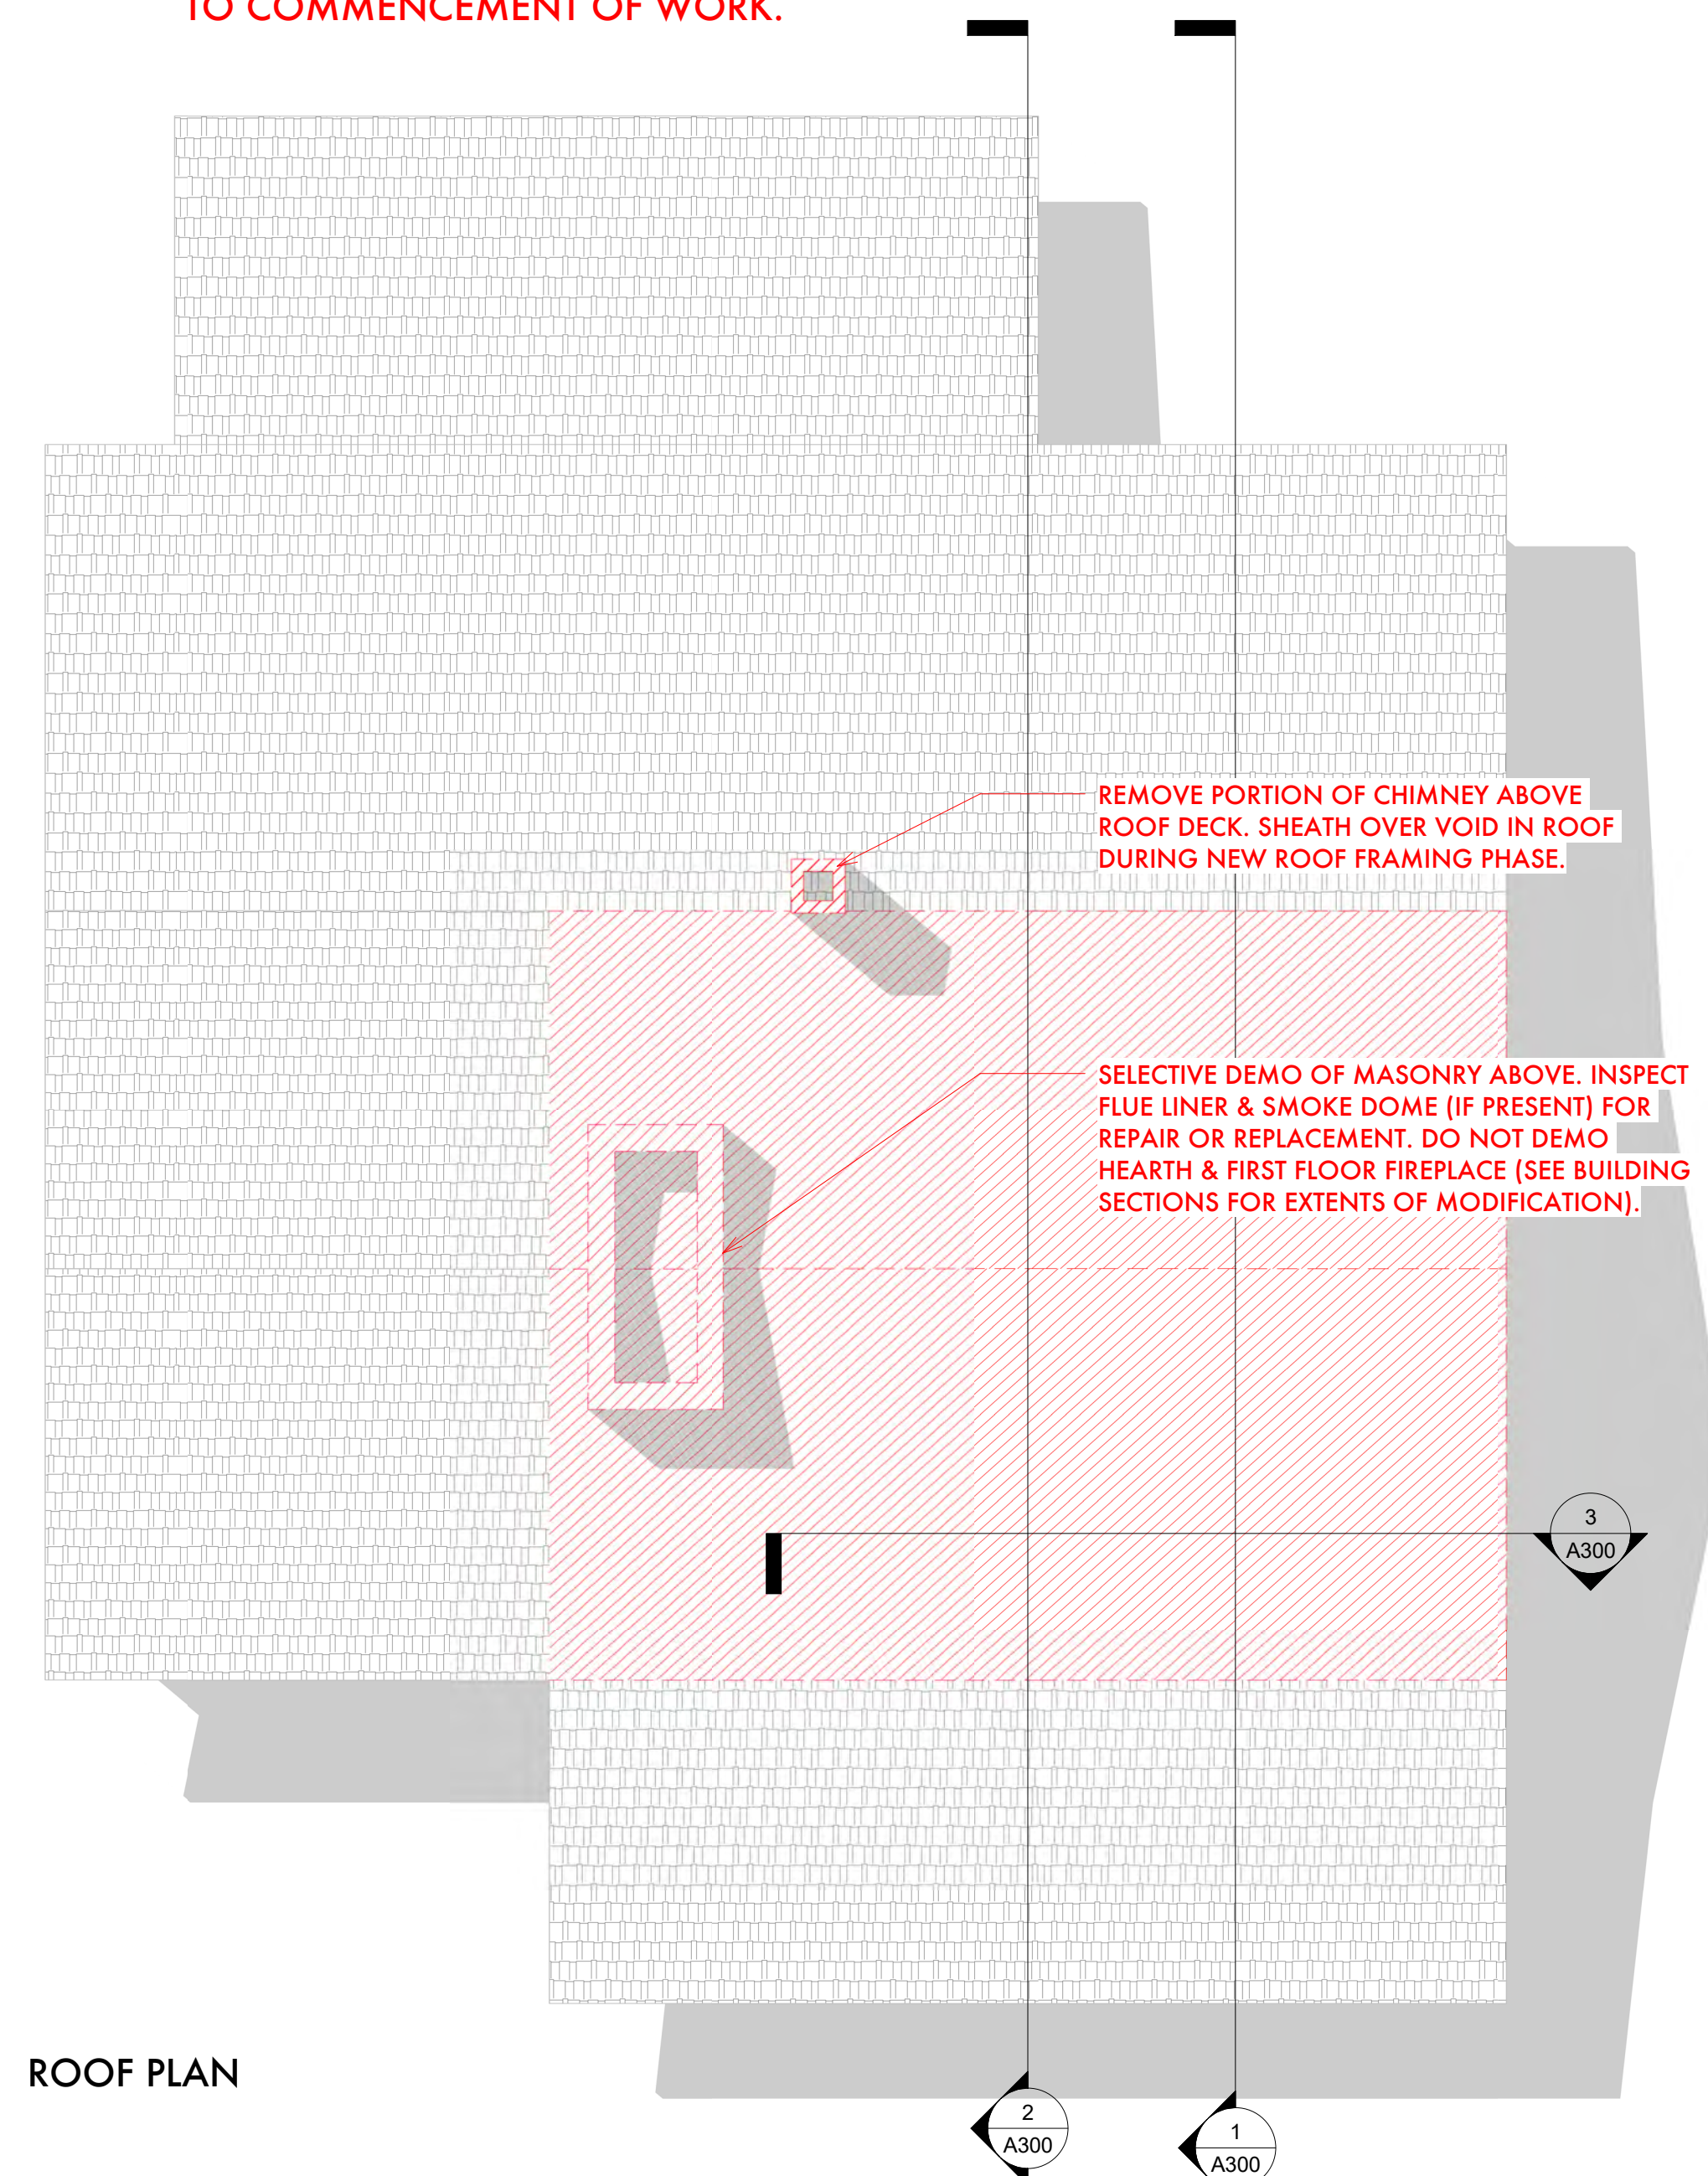 TO COMMENCEMENT OF WORK.
REMOVE PORTION OF CHIMNEY ABOVE
ROOF DECK. SHEATH OVER VOID IN ROOF
DURING NEW ROOF FRAMING PHASE.
SELECTIVE DEMO OF MASONRY ABOVE. INSPECT
FLUE LINER & SMOKE DOME (IF PRESENT) FOR
REPAIR OR REPLACEMENT. DO NOT DEMO
HEARTH & FIRST FLOOR FIREPLACE (SEE BUILDING
SECTIONS FOR EXTENTS OF MODIFICATION).
3
A300
ROOF PLAN
2
A300
1
A300